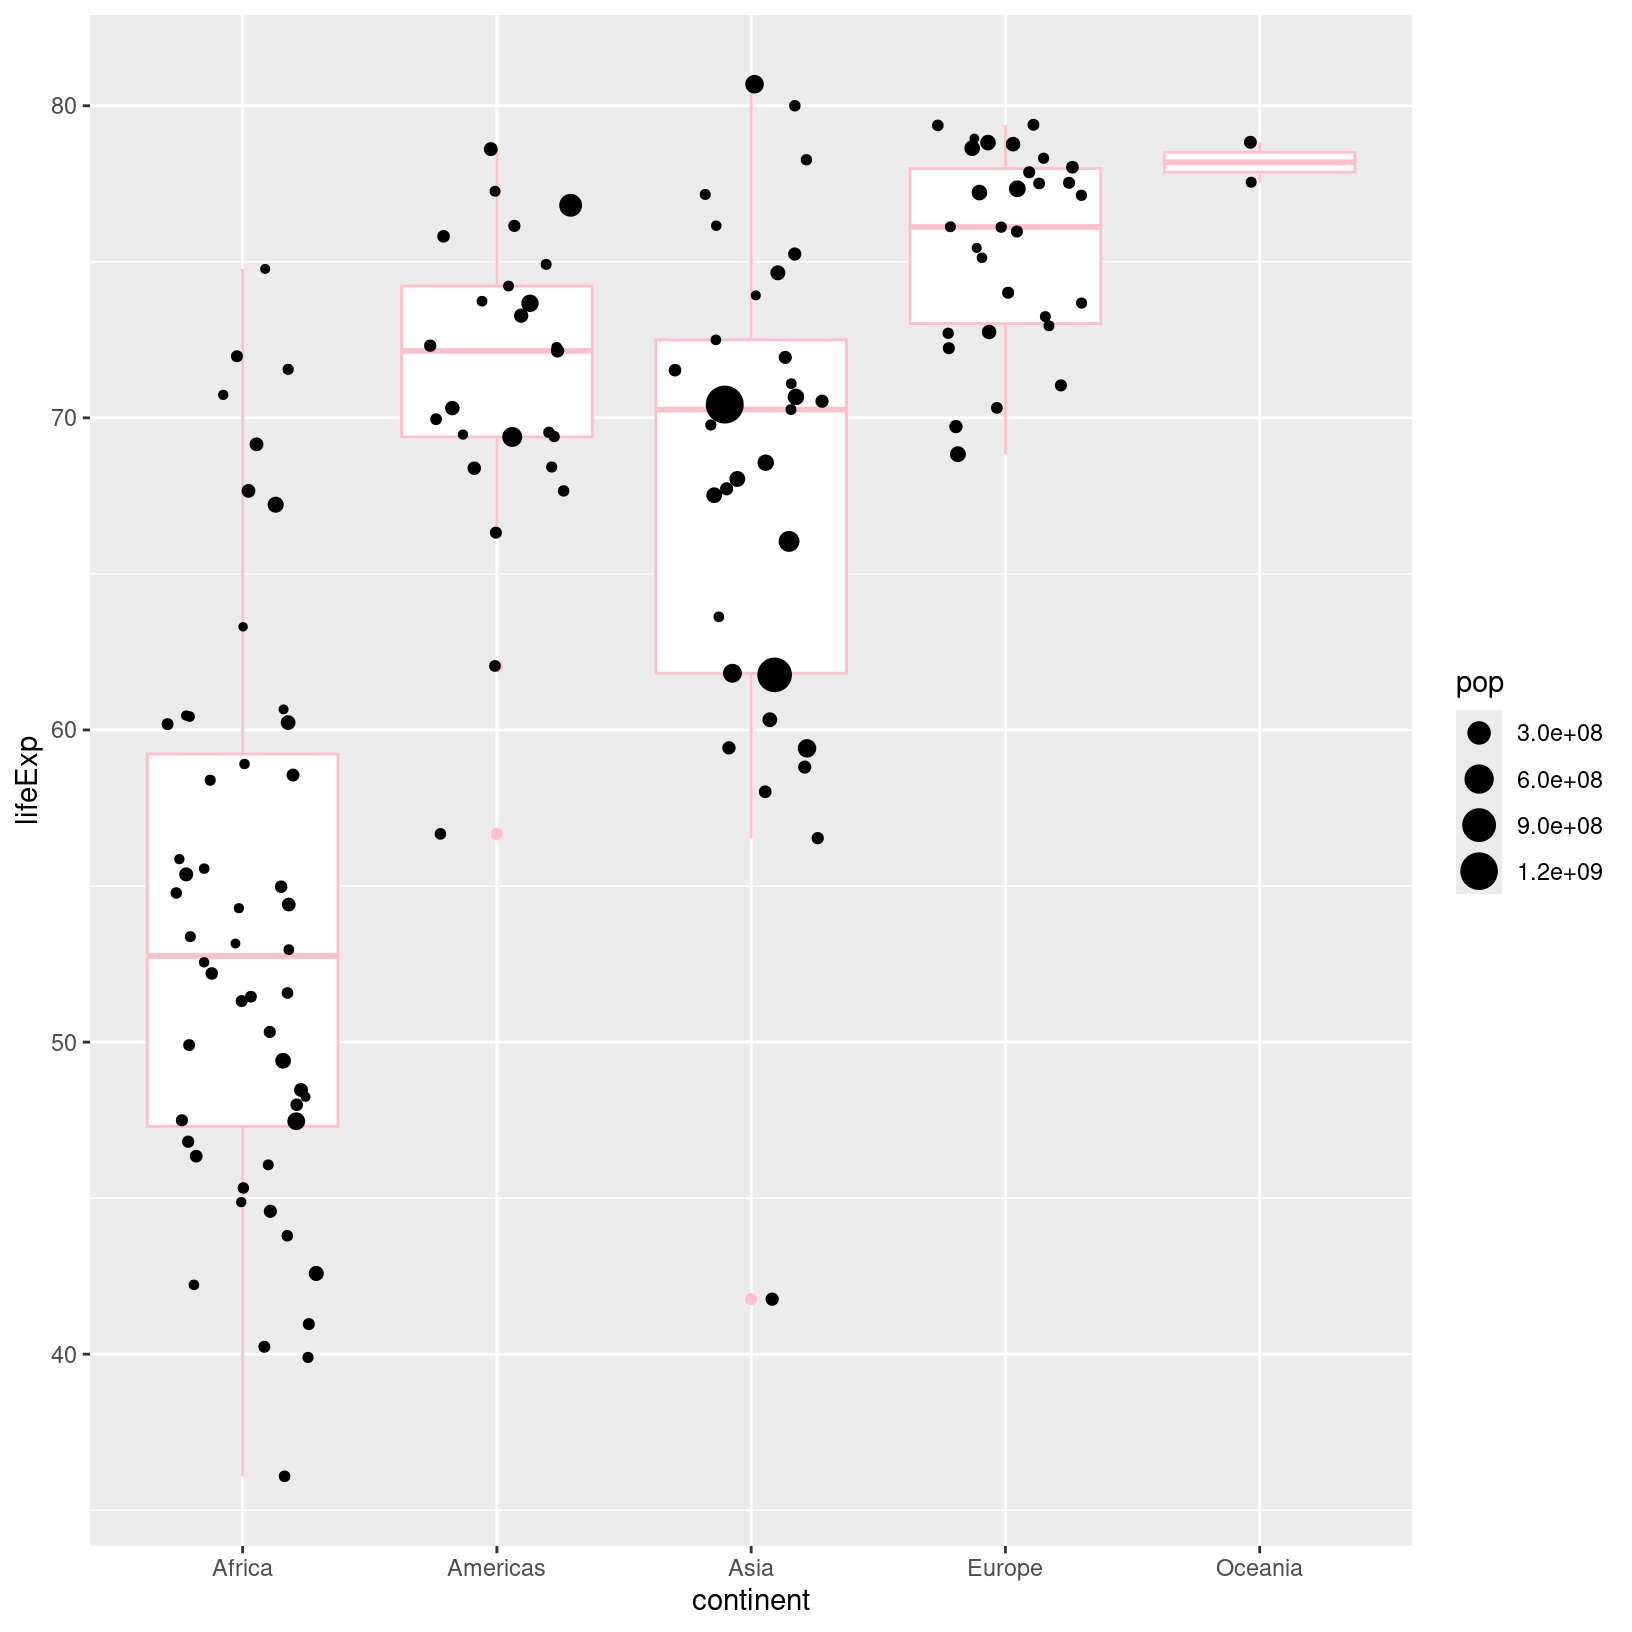 lifeExp
80
70
60
50
40
Africa
Americas
Asia
Europe
Oceania
continent
pop
3.0e+08
6.0e+08
9.0e+08
1.2e+09